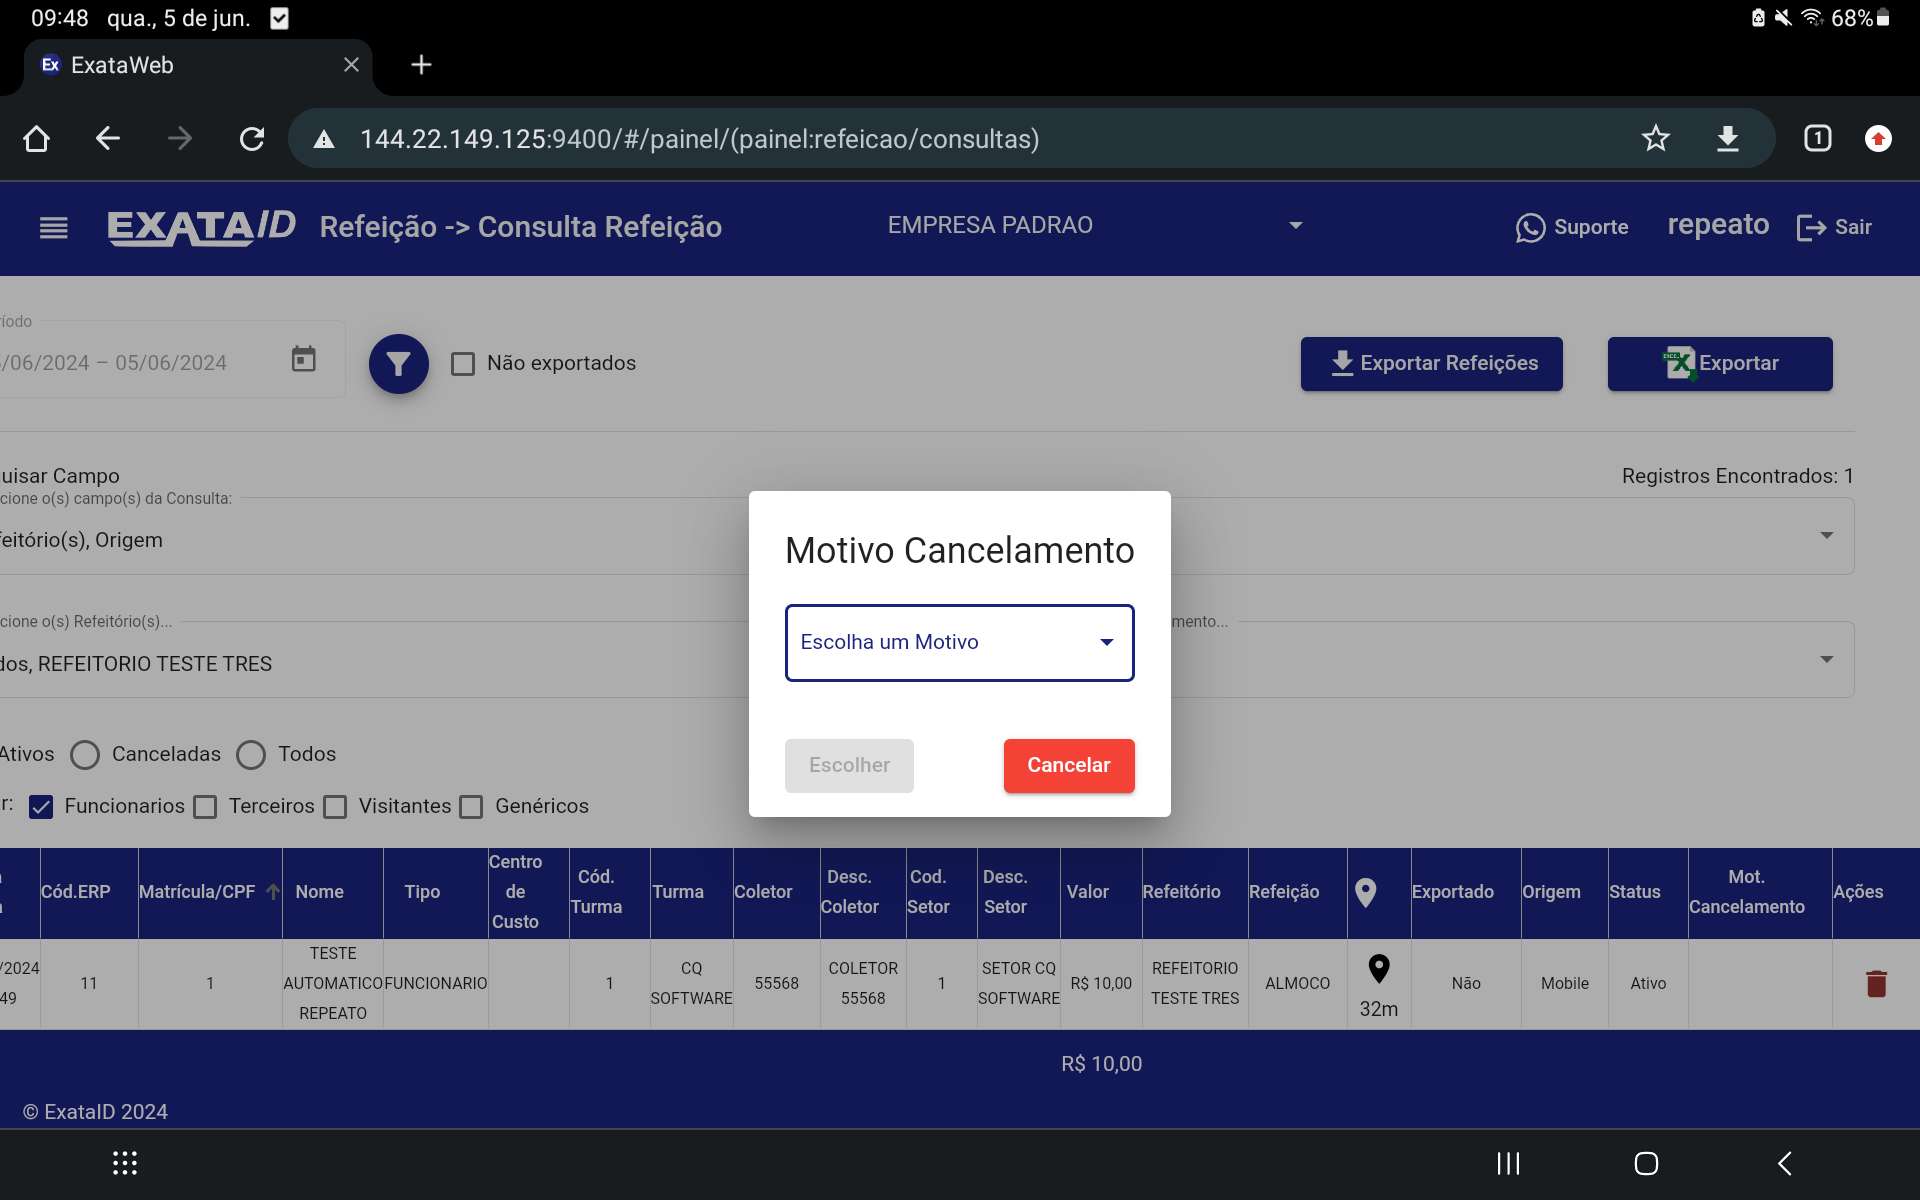 09:48 qua., 5 de jun.
68%
Ex ExataWeb
144.22.149.125:9400/#/painel/(painel:refeicao/consultas)
1
EXATAID Refeição -> Consulta Refeição EMPRESA PADRAO Suporte repeato Sair
ríodo
/06/2024 – 05/06/2024
Não exportados
Exportar Refeições
Exportar
uisar Campo
Registros Encontrados: 1
cione o(s) campo(s) da Consulta:
feitório(s), Origem
Motivo Cancelamento
cione o(s) Refeitório(s)...
mento...
Escolha um Motivo
dos, REFEITORIO TESTE TRES
Ativos Canceladas Todos
Escolher Cancelar
r: Funcionarios Terceiros Visitantes Genéricos
Cód.ERP
Matrícula/CPF
Nome
Tipo
Centro
de
Custo
Cód.
Turma
Turma
Coletor
Desc.
Coletor
Cod.
Setor
Desc.
Setor
Valor
Refeitório
Refeição
Exportado
Origem
Status
Mot.
Cancelamento
Ações
/2024
49
11
1
TESTE
AUTOMATICO
REPEATO
FUNCIONARIO
1
CQ
SOFTWARE
55568
COLETOR
55568
1
SETOR CQ
SOFTWARE
R$ 10,00
REFEITORIO
TESTE TRES
ALMOCO
32m
Não
Mobile
Ativo
R$ 10,00
© ExataID 2024